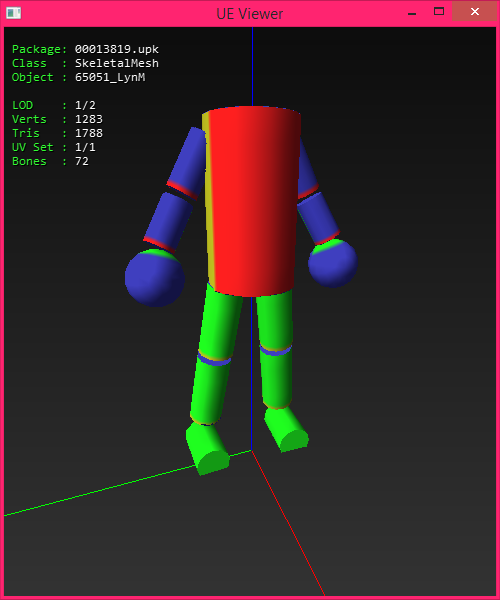 UE Viewer
Package: 00013819.upk
Class  : SkeletalMesh
Object : 65051_LynM
LOD    : 1/2
Verts  : 1283
Tris   : 1788
UV Set : 1/1
Bones  : 72